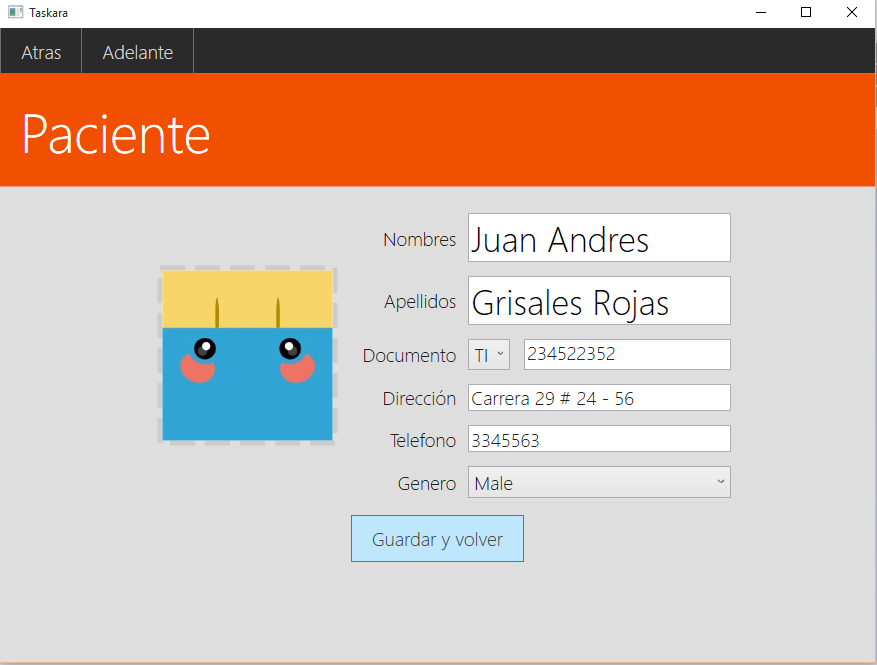 Taskara
Atras Adelante
Paciente
Nombres Juan Andres
Apellidos Grisales Rojas
Documento TI 234522352
Dirección Carrera 29 # 24 - 56
Telefono 3345563
Genero Male
Guardar y volver